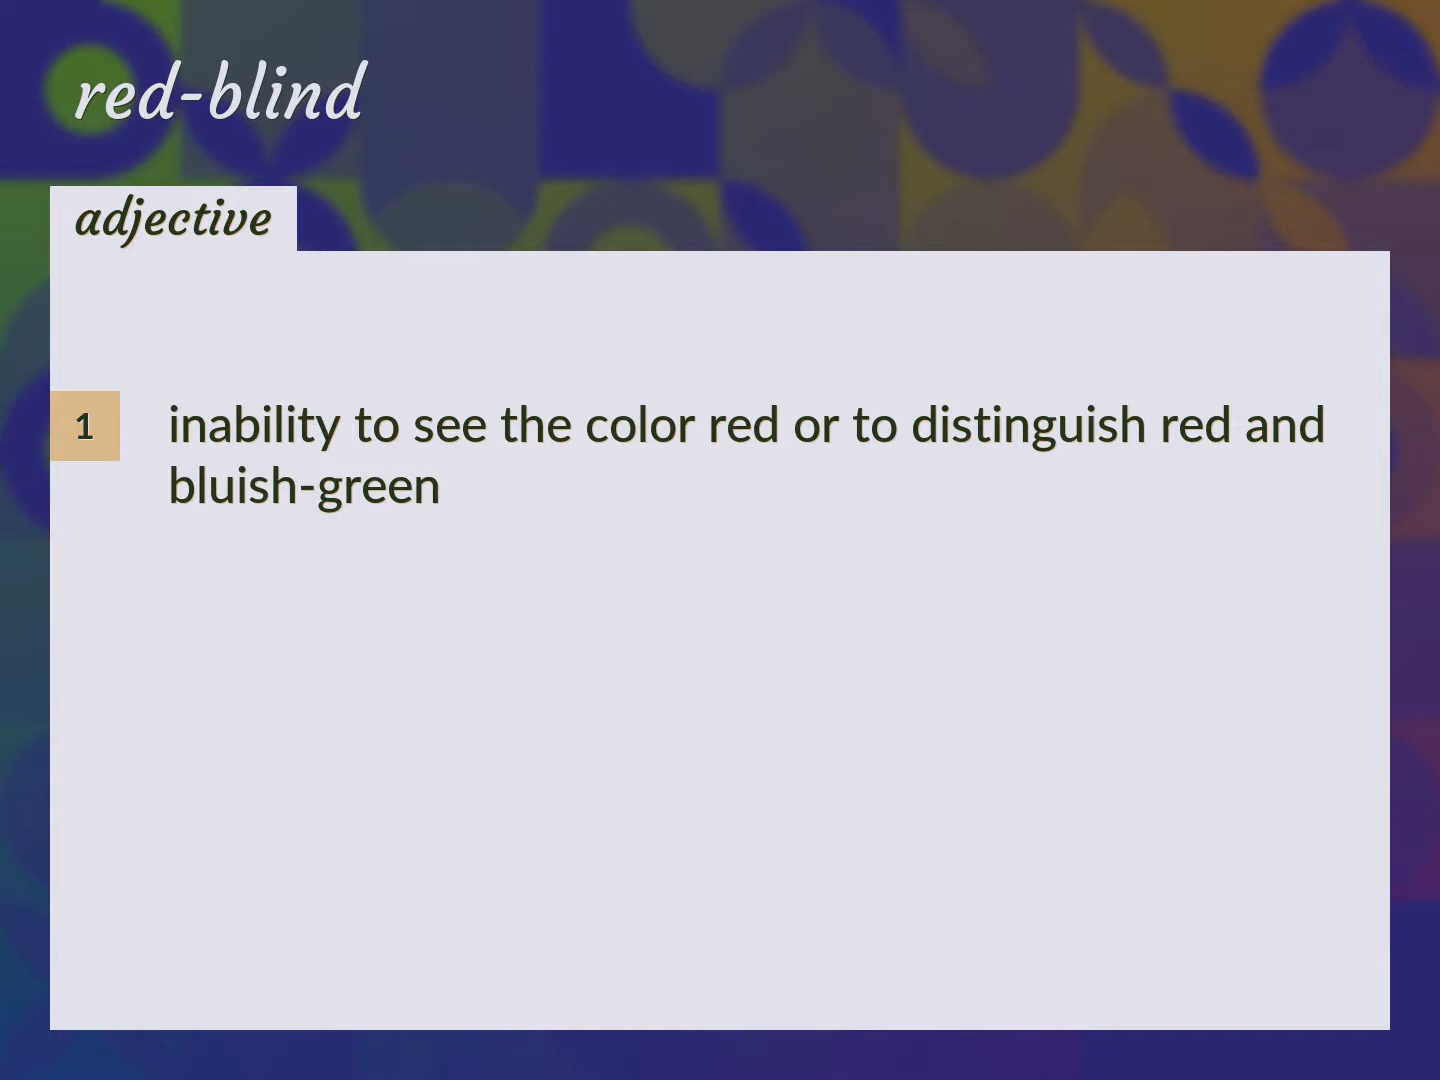 red-blind
adjective
1
inability to see the color red or to distinguish red and
bluish-green